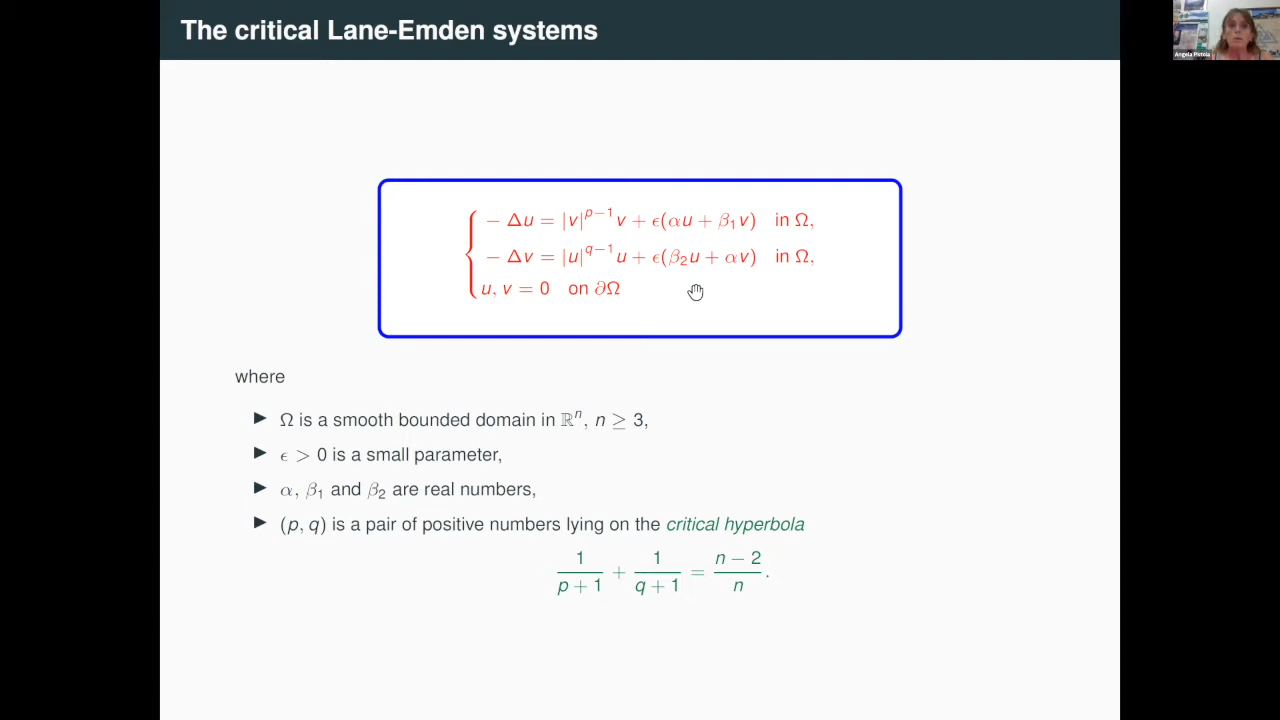 The critical Lane-Emden systems
Angela Pistoia
− Δu = |v|^{p−1} v + ϵ(αu + β₁v) in Ω,
− Δv = |u|^{q−1} u + ϵ(β₂u + αv) in Ω,
u, v = 0 on ∂Ω
where
▶ Ω is a smooth bounded domain in ℝⁿ, n ≥ 3,
▶ ϵ > 0 is a small parameter,
▶ α, β₁ and β₂ are real numbers,
▶ (p, q) is a pair of positive numbers lying on the critical hyperbola
1/(p + 1) + 1/(q + 1) = (n − 2)/n.